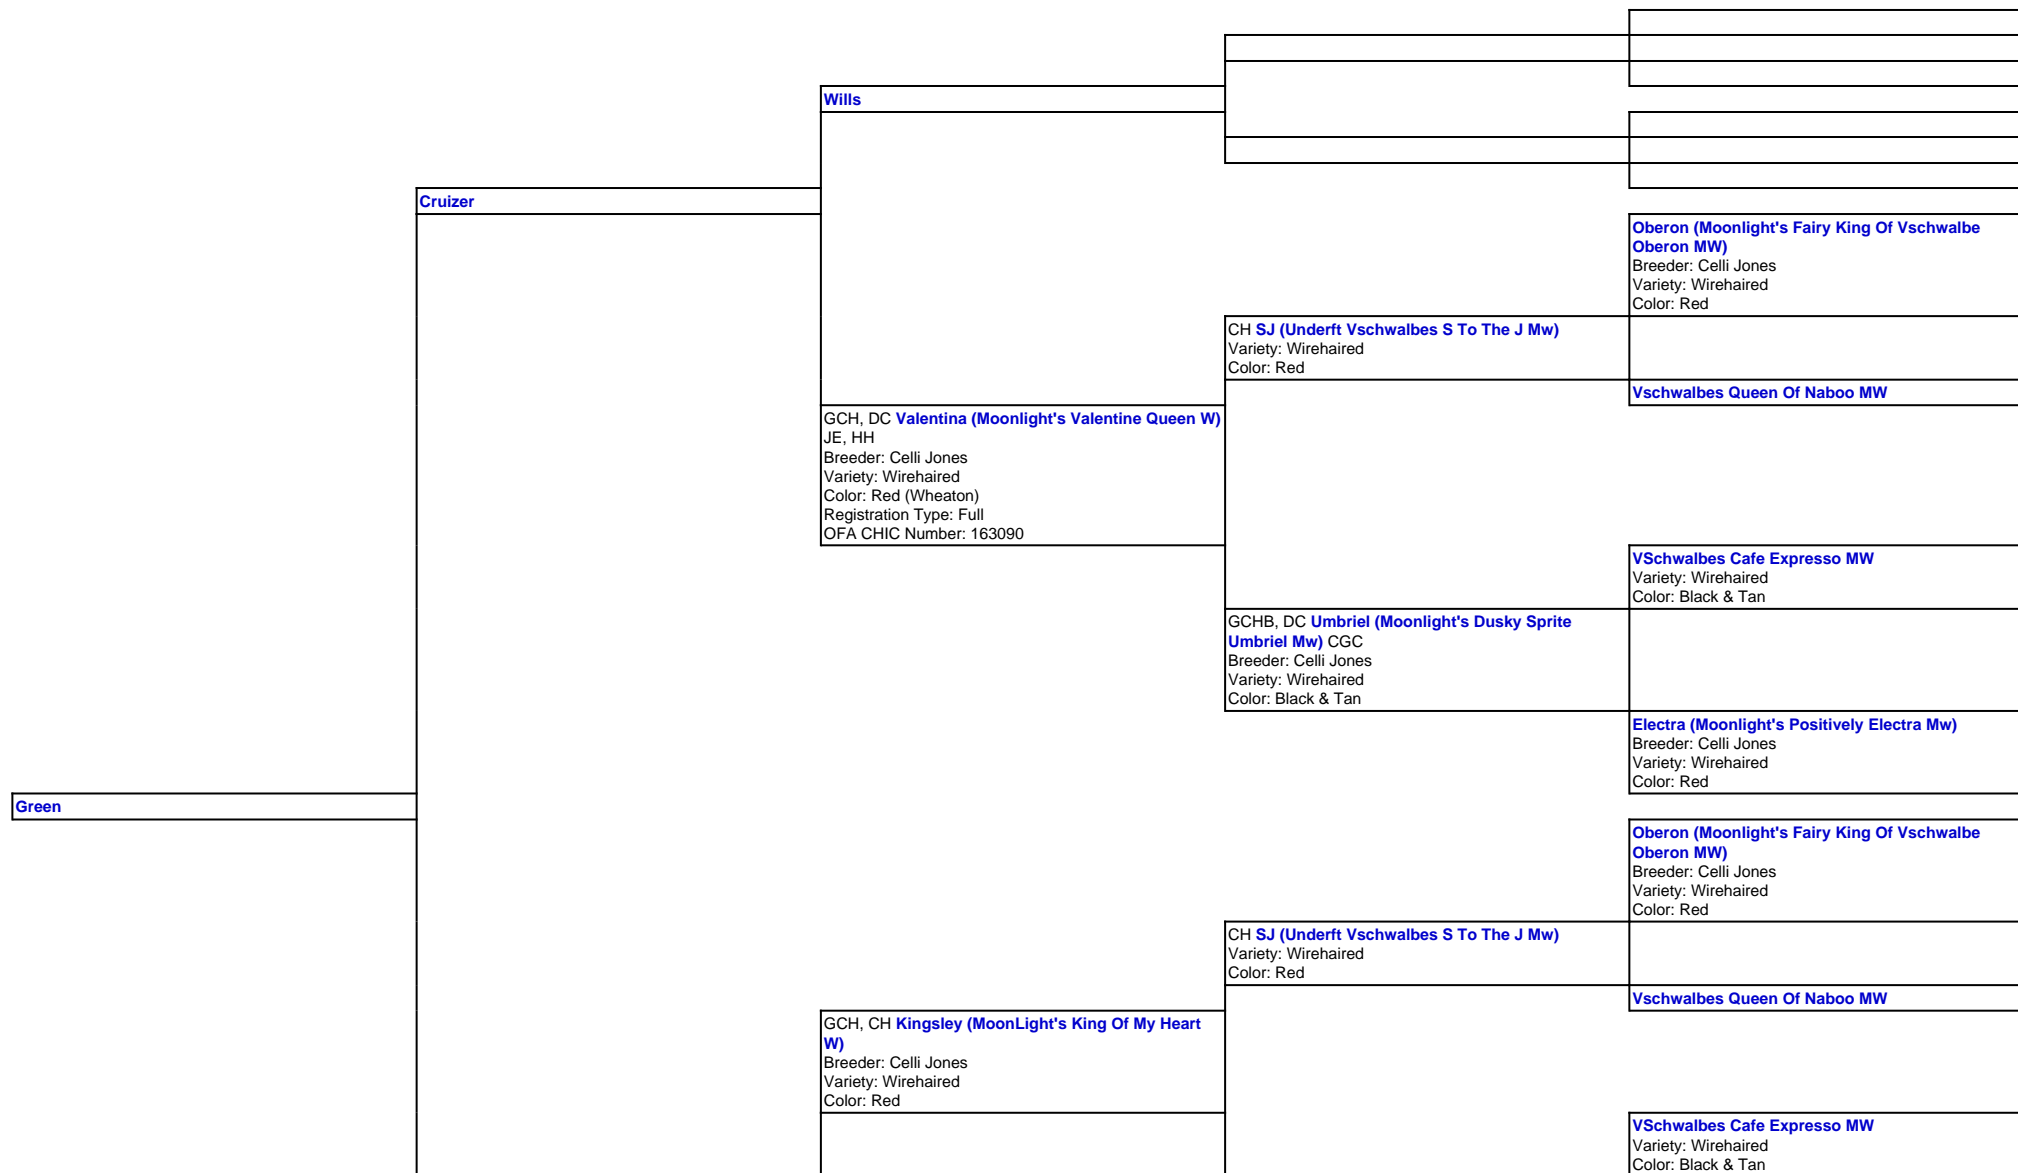 Wills
Cruizer
Oberon (Moonlight's Fairy King Of Vschwalbe
Oberon MW)
Breeder: Celli Jones
Variety: Wirehaired
Color: Red
CH SJ (Underft Vschwalbes S To The J Mw)
Variety: Wirehaired
Color: Red
Vschwalbes Queen Of Naboo MW
GCH, DC Valentina (Moonlight's Valentine Queen W)
JE, HH
Breeder: Celli Jones
Variety: Wirehaired
Color: Red (Wheaton)
Registration Type: Full
OFA CHIC Number: 163090
VSchwalbes Cafe Expresso MW
Variety: Wirehaired
Color: Black & Tan
GCHB, DC Umbriel (Moonlight's Dusky Sprite
Umbriel Mw) CGC
Breeder: Celli Jones
Variety: Wirehaired
Color: Black & Tan
Electra (Moonlight's Positively Electra Mw)
Breeder: Celli Jones
Variety: Wirehaired
Color: Red
Green
Oberon (Moonlight's Fairy King Of Vschwalbe
Oberon MW)
Breeder: Celli Jones
Variety: Wirehaired
Color: Red
CH SJ (Underft Vschwalbes S To The J Mw)
Variety: Wirehaired
Color: Red
Vschwalbes Queen Of Naboo MW
GCH, CH Kingsley (MoonLight's King Of My Heart
W)
Breeder: Celli Jones
Variety: Wirehaired
Color: Red
VSchwalbes Cafe Expresso MW
Variety: Wirehaired
Color: Black & Tan